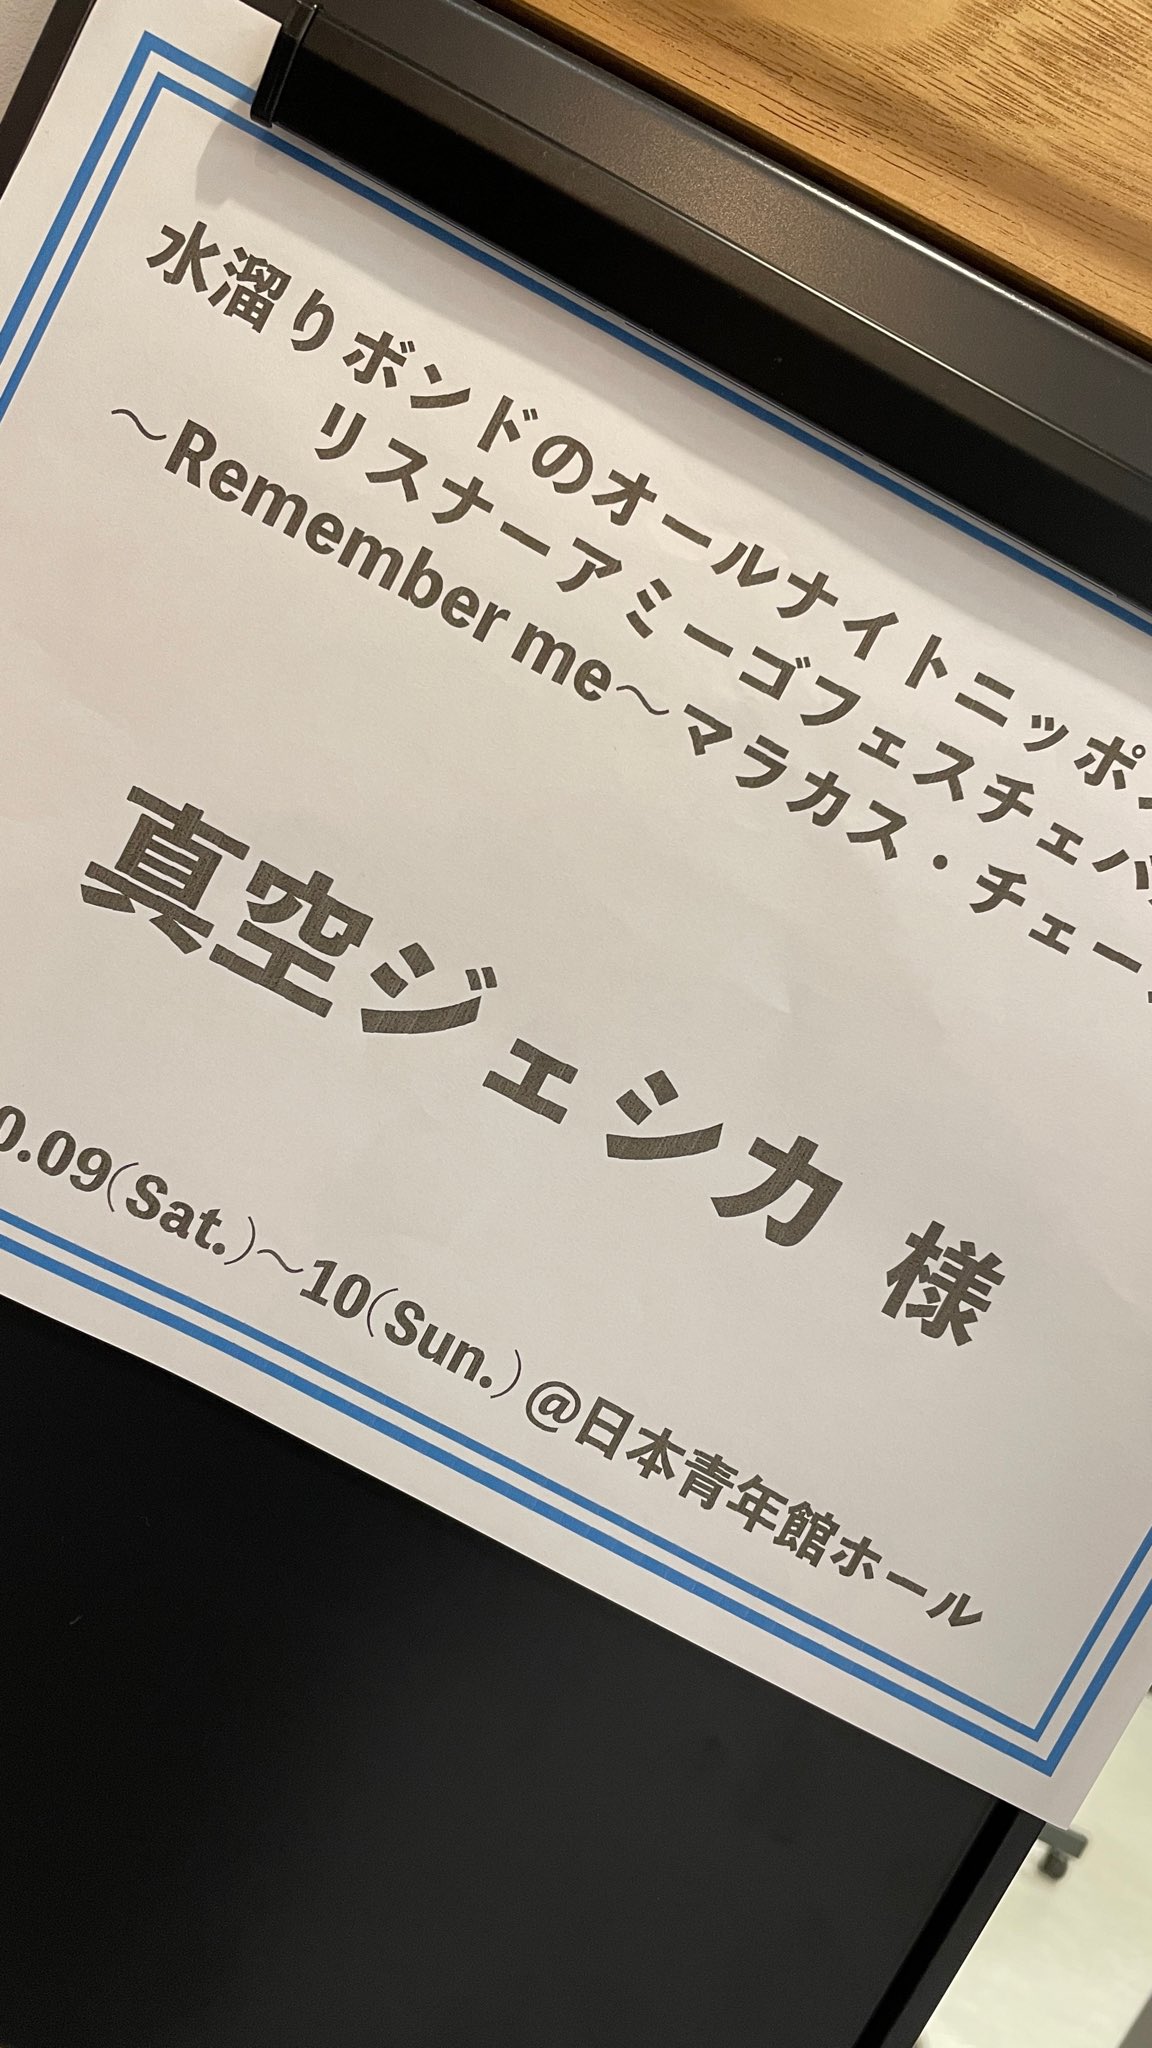 水溜りボンドのオールナイトニッポン
リスナーアミーゴフェスチェバ
〜Remember me〜マラカス・チェー
真空ジェシカ 様
0.09(Sat.)〜10(Sun.)@日本青年館ホール